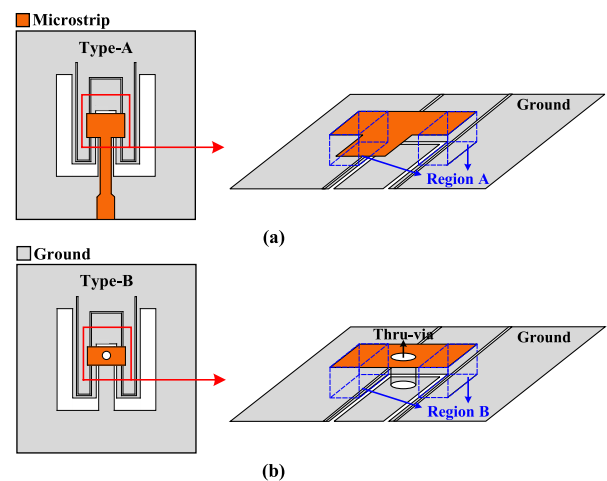 Microstrip
Type-A
Ground
Region A
(a)
Ground
Type-B
Thru-via
Ground
Region B
(b)